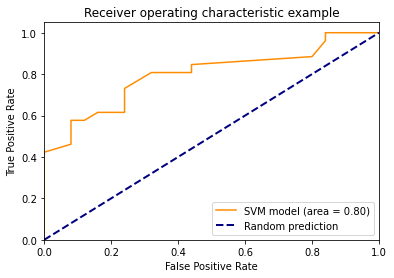 Receiver operating characteristic example
True Positive Rate
1.0
0.8
0.6
0.4
0.2
0.0
SVM model (area = 0.80)
Random prediction
0.0 0.2 0.4 0.6 0.8 1.0
False Positive Rate